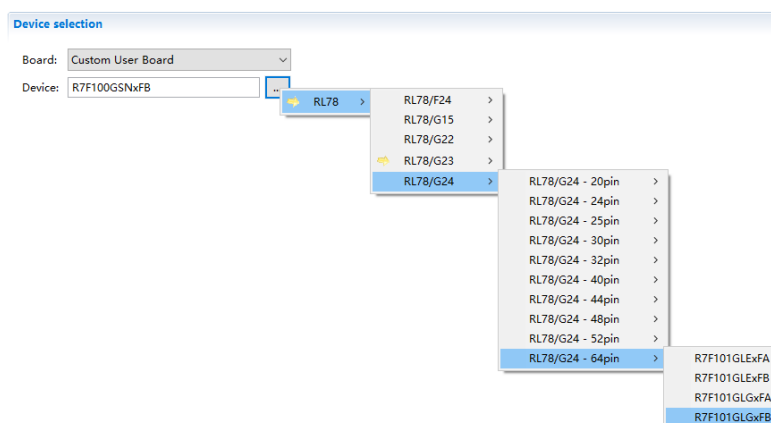 Device selection
Board: Custom User Board
Device: R7F100GSNxFB ...
RL78
RL78/F24
RL78/G15
RL78/G22
RL78/G23
RL78/G24
RL78/G24 - 20pin
RL78/G24 - 24pin
RL78/G24 - 25pin
RL78/G24 - 30pin
RL78/G24 - 32pin
RL78/G24 - 40pin
RL78/G24 - 44pin
RL78/G24 - 48pin
RL78/G24 - 52pin
RL78/G24 - 64pin
R7F101GLExFA
R7F101GLExFB
R7F101GLGxFA
R7F101GLGxFB